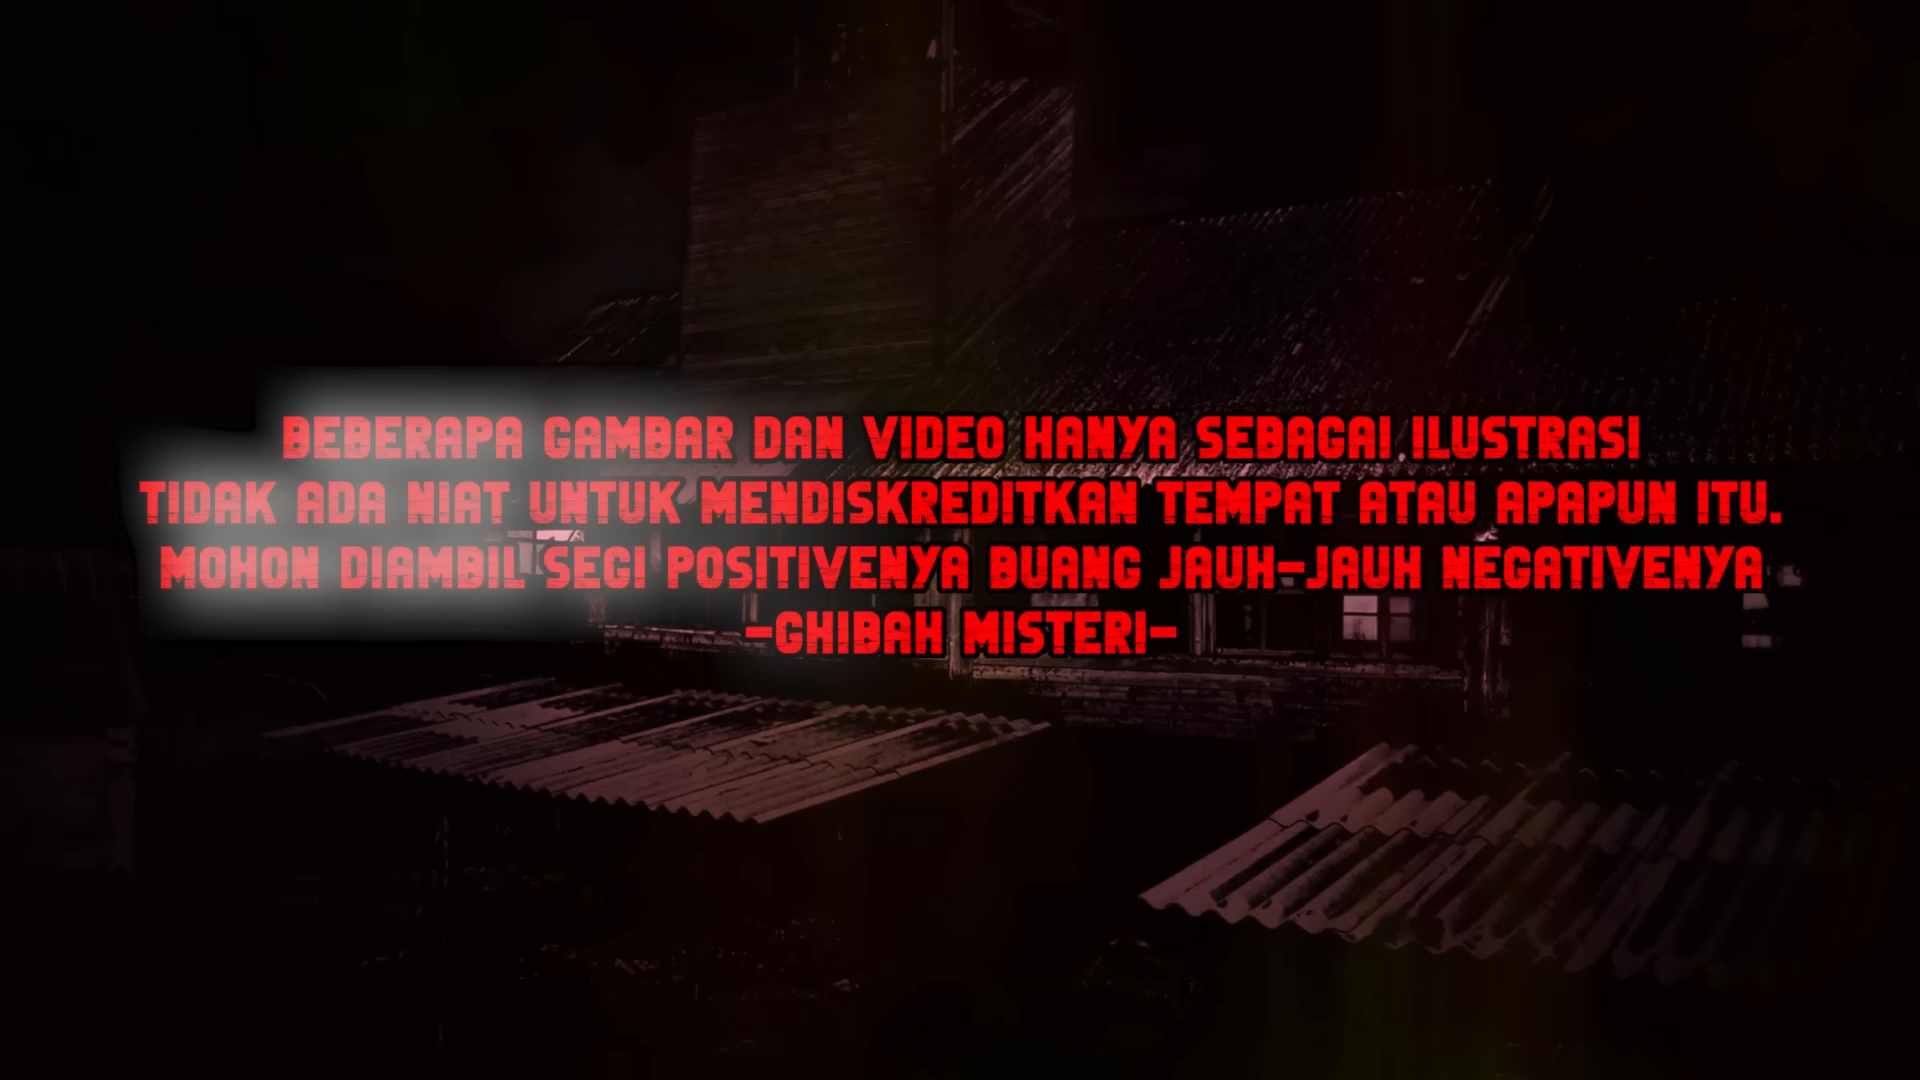 BEBERAPA GAMBAR DAN VIDEO HANYA SEBAGAI ILUSTRASI
TIDAK ADA NIAT UNTUK MENDISKREDITKAN TEMPAT ATAU APAPUN ITU.
MOHON DIAMBIL SEGI POSITIVENYA BUANG JAUH-JAUH NEGATIVENYA
-GHIBAH MISTERI-